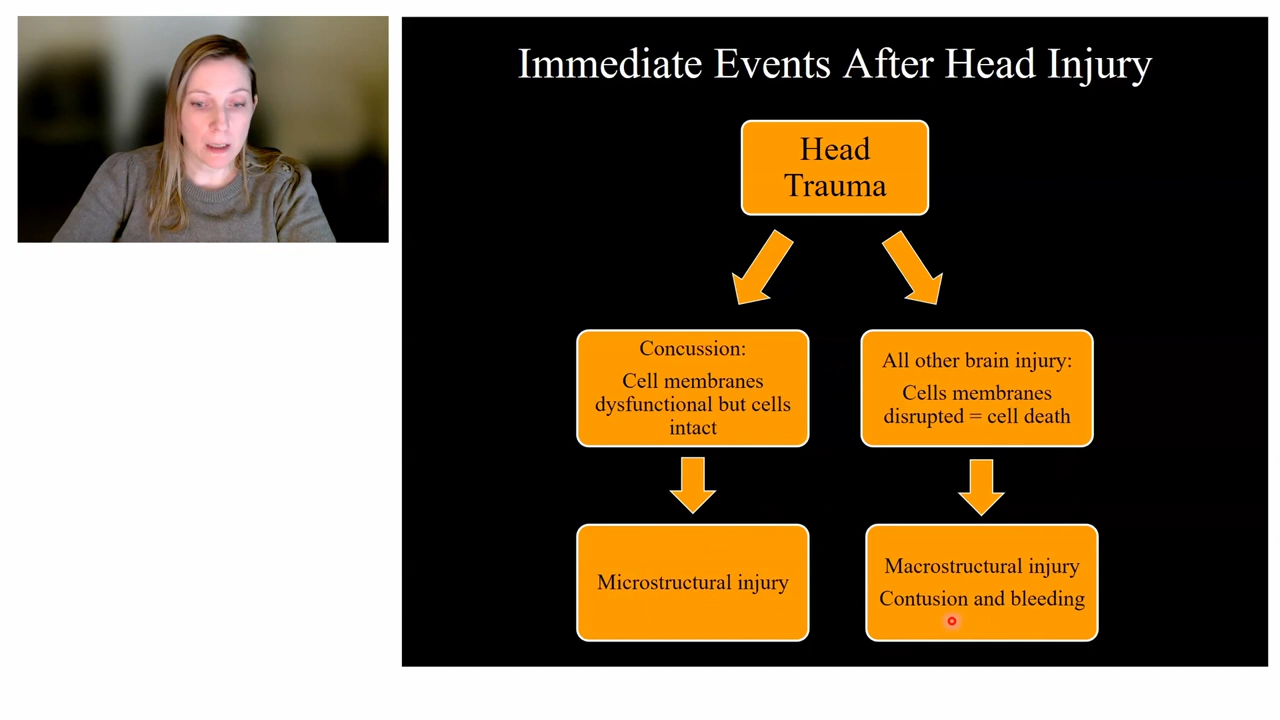 Immediate Events After Head Injury
Head
Trauma
Concussion:
Cell membranes
dysfunctional but cells
intact
All other brain injury:
Cells membranes
disrupted = cell death
Microstructural injury
Macrostructural injury
Contusion and bleeding